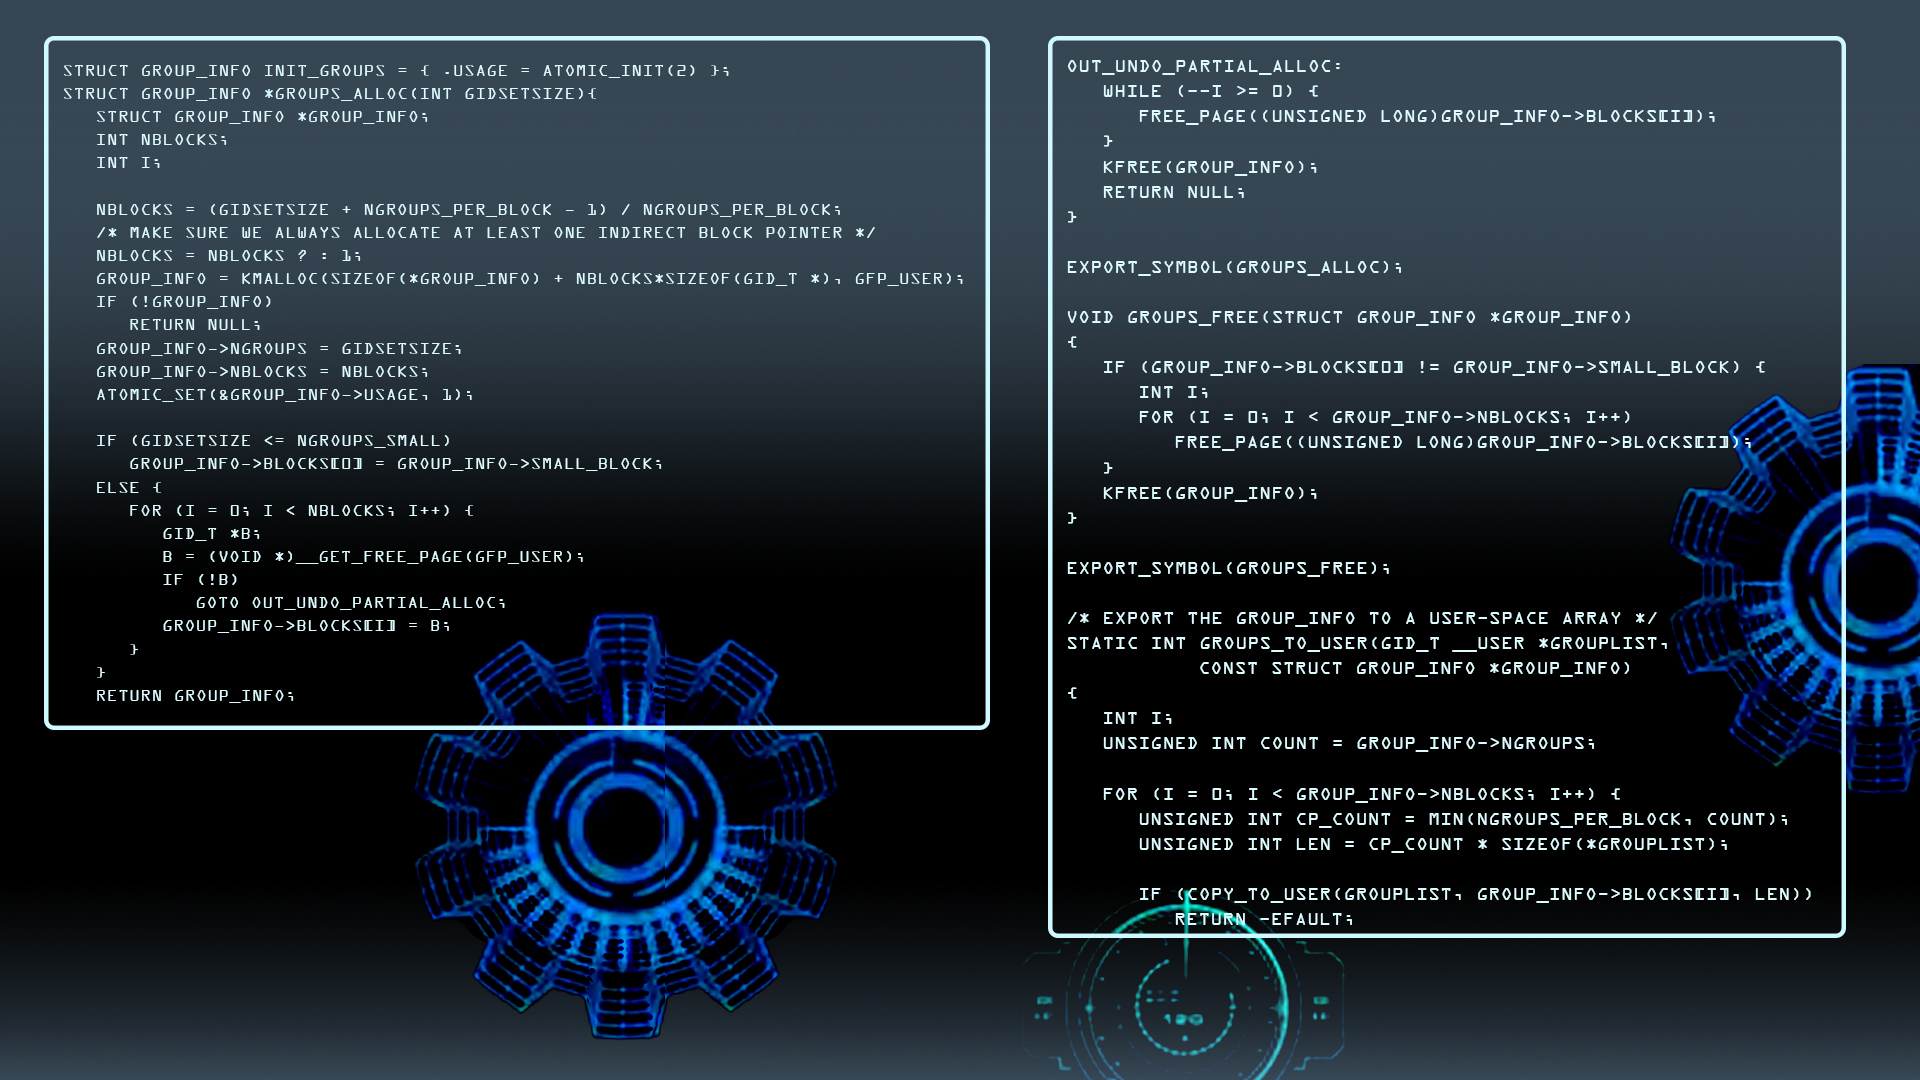 STRUCT GROUP_INFO INIT_GROUPS = { .USAGE = ATOMIC_INIT(2) };
STRUCT GROUP_INFO *GROUPS_ALLOC(INT GIDSETSIZE){
STRUCT GROUP_INFO *GROUP_INFO;
INT NBLOCKS;
INT I;
NBLOCKS = (GIDSETSIZE + NGROUPS_PER_BLOCK - 1) / NGROUPS_PER_BLOCK;
/* MAKE SURE WE ALWAYS ALLOCATE AT LEAST ONE INDIRECT BLOCK POINTER */
NBLOCKS = NBLOCKS ? : 1;
GROUP_INFO = KMALLOC(SIZEOF(*GROUP_INFO) + NBLOCKS*SIZEOF(GID_T *), GFP_USER);
IF (!GROUP_INFO)
RETURN NULL;
GROUP_INFO->NGROUPS = GIDSETSIZE;
GROUP_INFO->NBLOCKS = NBLOCKS;
ATOMIC_SET(&GROUP_INFO->USAGE, 1);
IF (GIDSETSIZE <= NGROUPS_SMALL)
GROUP_INFO->BLOCKS[0] = GROUP_INFO->SMALL_BLOCK;
ELSE {
FOR (I = 0; I < NBLOCKS; I++) {
GID_T *B;
B = (VOID *)__GET_FREE_PAGE(GFP_USER);
IF (!B)
GOTO OUT_UNDO_PARTIAL_ALLOC;
GROUP_INFO->BLOCKS[I] = B;
}
}
RETURN GROUP_INFO;
OUT_UNDO_PARTIAL_ALLOC:
WHILE (--I >= 0) {
FREE_PAGE((UNSIGNED LONG)GROUP_INFO->BLOCKS[I]);
}
KFREE(GROUP_INFO);
RETURN NULL;
}
EXPORT_SYMBOL(GROUPS_ALLOC);
VOID GROUPS_FREE(STRUCT GROUP_INFO *GROUP_INFO)
{
IF (GROUP_INFO->BLOCKS[0] != GROUP_INFO->SMALL_BLOCK) {
INT I;
FOR (I = 0; I < GROUP_INFO->NBLOCKS; I++)
FREE_PAGE((UNSIGNED LONG)GROUP_INFO->BLOCKS[I]);
}
KFREE(GROUP_INFO);
}
EXPORT_SYMBOL(GROUPS_FREE);
/* EXPORT THE GROUP_INFO TO A USER-SPACE ARRAY */
STATIC INT GROUPS_TO_USER(GID_T __USER *GROUPLIST,
CONST STRUCT GROUP_INFO *GROUP_INFO)
{
INT I;
UNSIGNED INT COUNT = GROUP_INFO->NGROUPS;
FOR (I = 0; I < GROUP_INFO->NBLOCKS; I++) {
UNSIGNED INT CP_COUNT = MIN(NGROUPS_PER_BLOCK, COUNT);
UNSIGNED INT LEN = CP_COUNT * SIZEOF(*GROUPLIST);
IF (COPY_TO_USER(GROUPLIST, GROUP_INFO->BLOCKS[I], LEN))
RETURN -EFAULT;